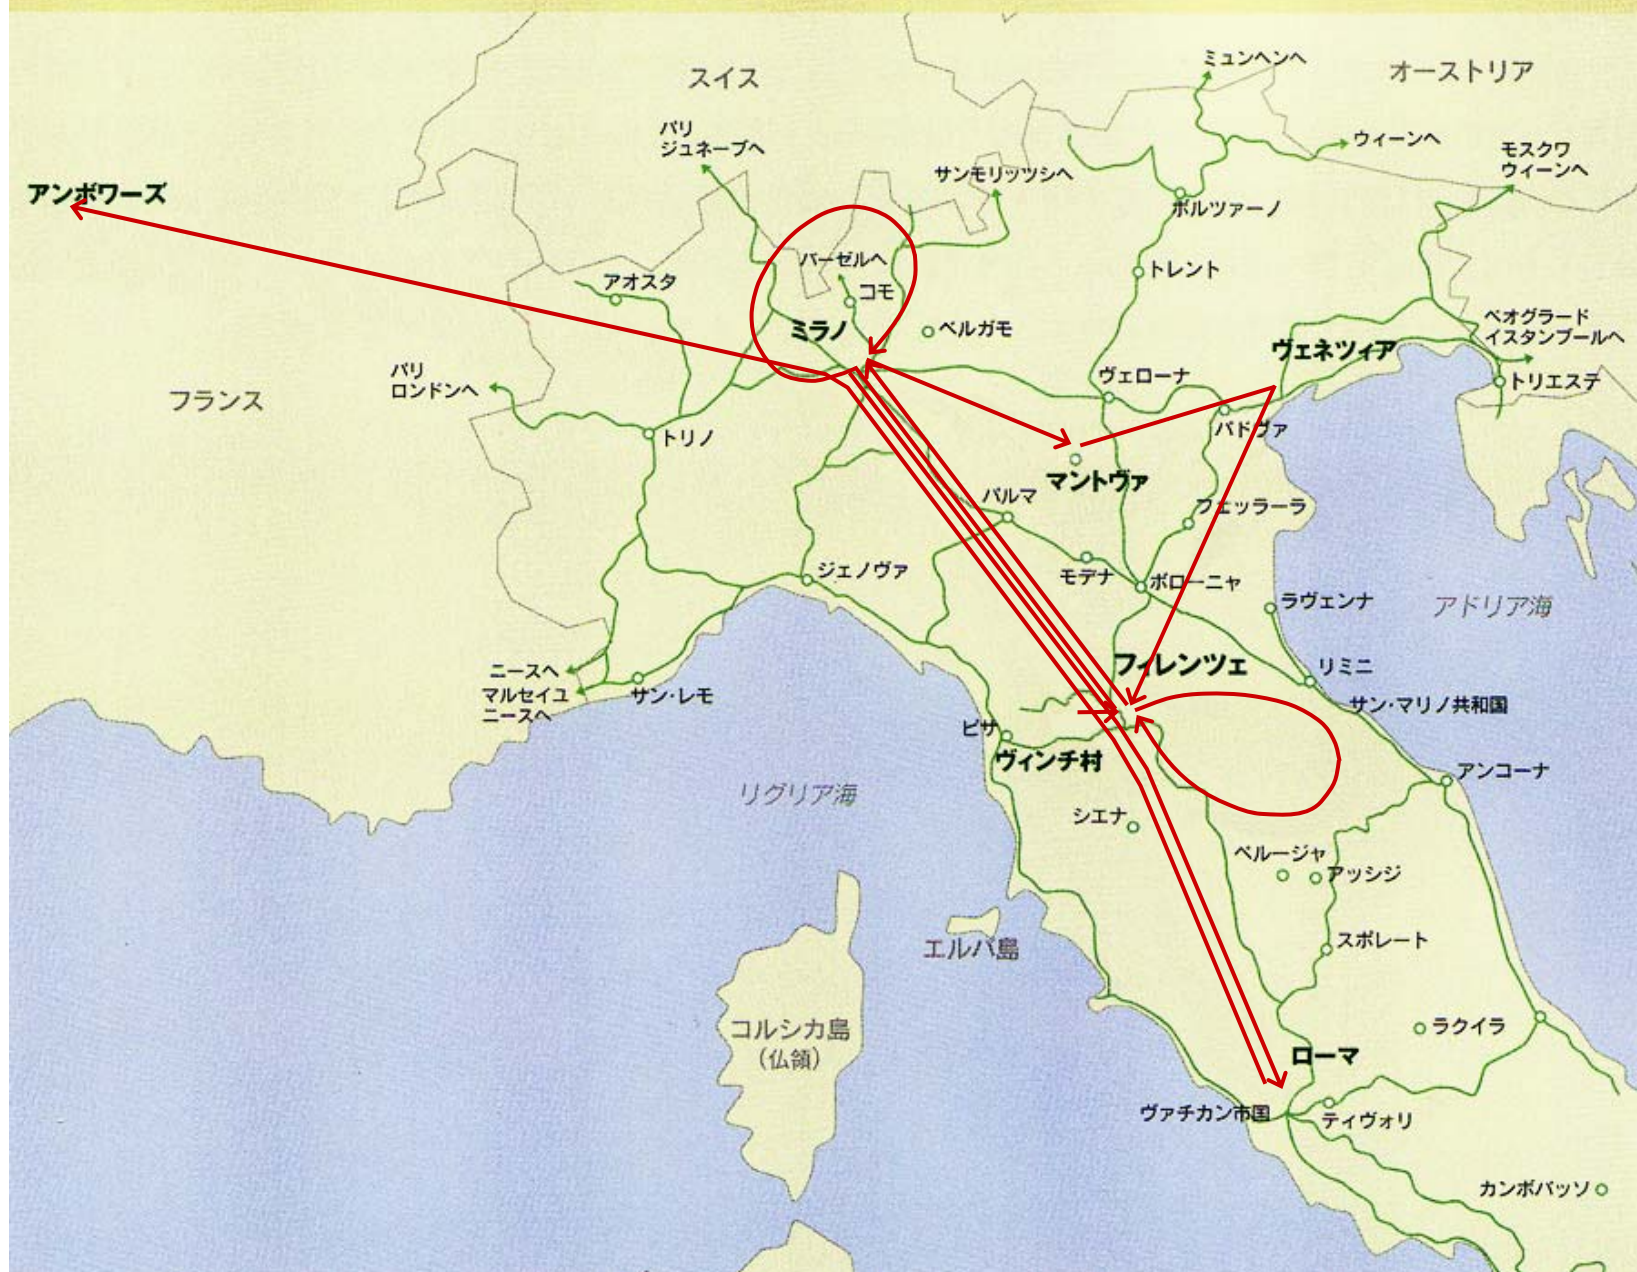 スイス
オーストリア
ミュンヘンへ
パリ
ジュネーブへ
ウィーンへ
モスクワ
ウィーンへ
サンモリッツシへ
アンボワーズ
ボルツァーノ
バーゼルへ
トレント
アオスタ
コモ
ミラノ
ベルガモ
ベオグラード
イスタンブールへ
ヴェネツィア
パリ
ロンドンへ
ヴェローナ
トリエステ
フランス
トリノ
パドヴァ
マントヴァ
パルマ
フェッラーラ
ジェノヴァ
モデナ
ボローニャ
ラヴェンナ
アドリア海
フィレンツェ
リミニ
ニースへ
マルセイユ
ニースへ
サン・レモ
サン・マリノ共和国
ピサ
ヴィンチ村
アンコーナ
リグリア海
シエナ
ペルージャ
アッシジ
スポレート
エルバ島
コルシカ島
(仏領)
ラクイラ
ローマ
ヴァチカン市国
ティヴォリ
カンポバッソ